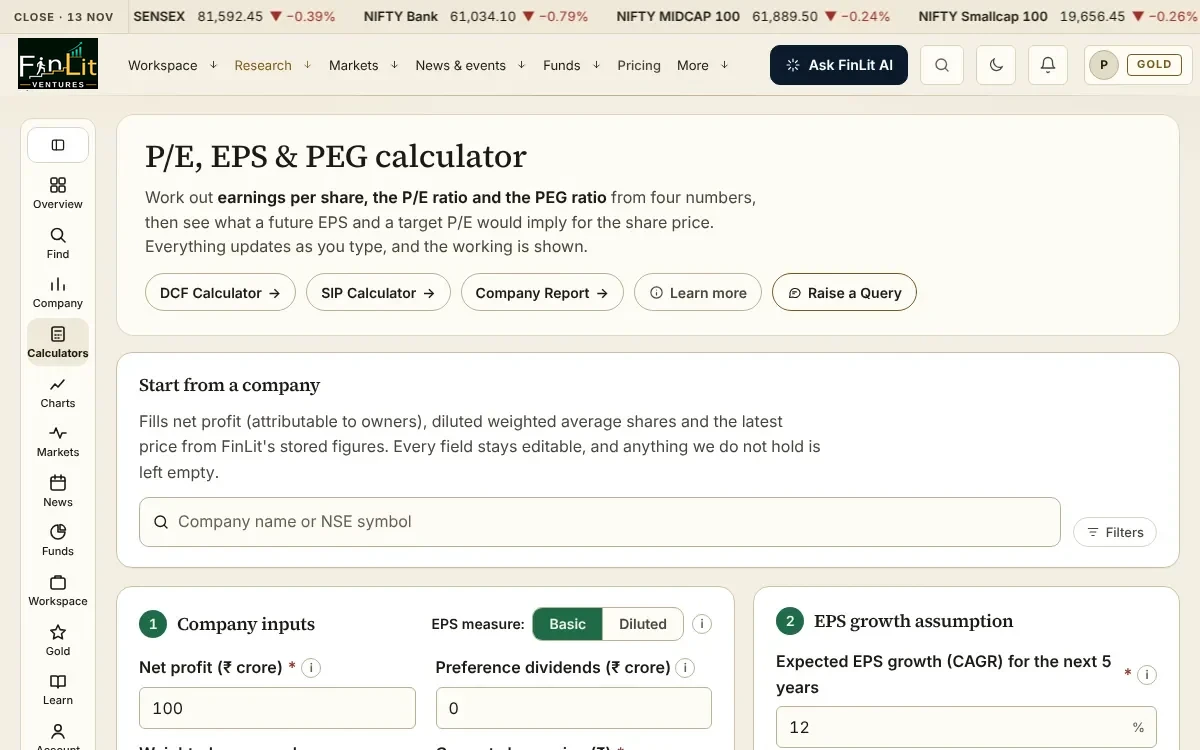 CLOSE · 13 NOV SENSEX 81,592.45 ▼ −0.39% NIFTY Bank 61,034.10 ▼ −0.79% NIFTY MIDCAP 100 61,889.50 ▼ −0.24% NIFTY Smallcap 100 19,656.45 ▼ −0.26%
FinLit
VENTURES
Workspace ↓ Research ↓ Markets ↓ News & events ↓ Funds ↓ Pricing More ↓ Ask FinLit AI P GOLD
Overview
Find
Company
Calculators
Charts
Markets
News
Funds
Workspace
Gold
Learn
Account
P/E, EPS & PEG calculator
Work out earnings per share, the P/E ratio and the PEG ratio from four numbers,
then see what a future EPS and a target P/E would imply for the share price.
Everything updates as you type, and the working is shown.
DCF Calculator → SIP Calculator → Company Report → Learn more Raise a Query
Start from a company
Fills net profit (attributable to owners), diluted weighted average shares and the latest
price from FinLit's stored figures. Every field stays editable, and anything we do not hold is
left empty.
Company name or NSE symbol
Filters
1 Company inputs EPS measure: Basic Diluted i
Net profit (₹ crore) * i Preference dividends (₹ crore) i
100 0
2 EPS growth assumption
Expected EPS growth (CAGR) for the next 5
years * i
12 %